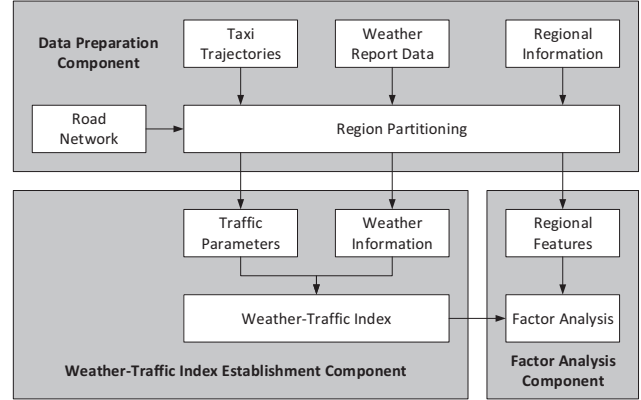 Data Preparation
Component
Taxi
Trajectories
Weather
Report Data
Regional
Information
Road
Network
Region Partitioning
Traffic
Parameters
Weather
Information
Regional
Features
Weather-Traffic Index
Factor Analysis
Weather-Traffic Index Establishment Component
Factor Analysis
Component